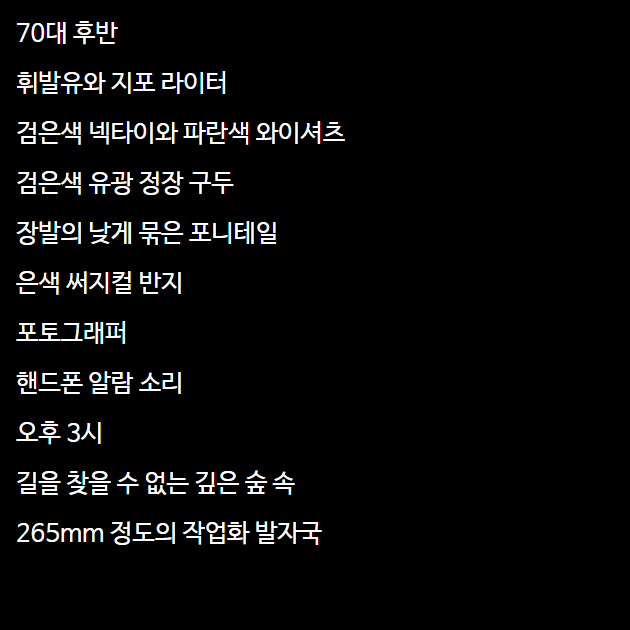 70대 후반
휘발유와 지포 라이터
검은색 넥타이와 파란색 와이셔츠
검은색 유광 정장 구두
장발의 낮게 묶은 포니테일
은색 써지컬 반지
포토그래퍼
핸드폰 알람 소리
오후 3시
길을 찾을 수 없는 깊은 숲 속
265mm 정도의 작업화 발자국